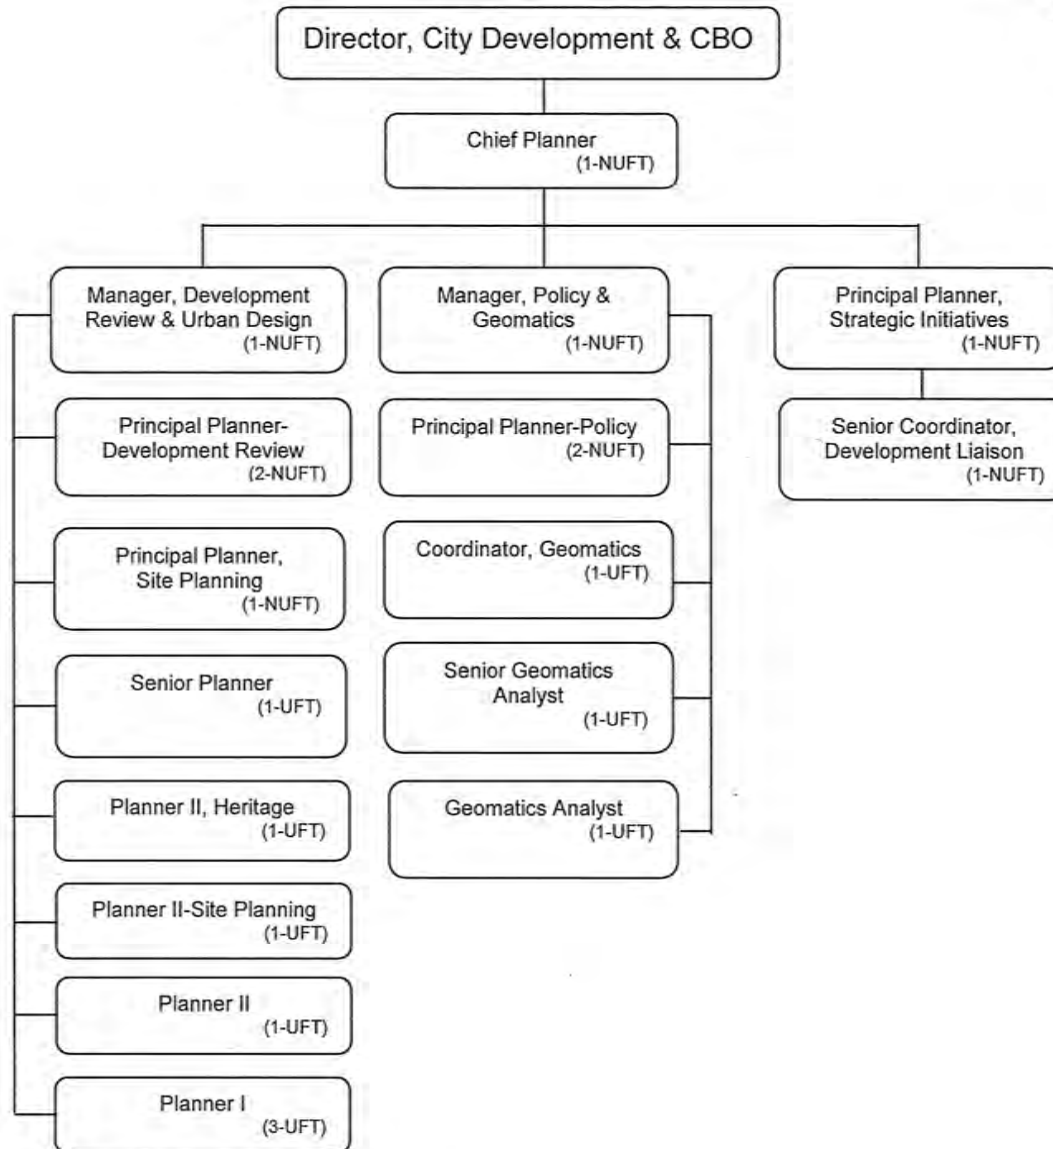 Director, City Development & CBO
Chief Planner
(1-NUFT)
Manager, Development
Review & Urban Design
(1-NUFT)
Principal Planner-
Development Review
(2-NUFT)
Principal Planner,
Site Planning
(1-NUFT)
Senior Planner
(1-UFT)
Planner II, Heritage
(1-UFT)
Planner II-Site Planning
(1-UFT)
Planner II
(1-UFT)
Planner I
(3-UFT)
Manager, Policy &
Geomatics
(1-NUFT)
Principal Planner-Policy
(2-NUFT)
Coordinator, Geomatics
(1-UFT)
Senior Geomatics
Analyst
(1-UFT)
Geomatics Analyst
(1-UFT)
Principal Planner,
Strategic Initiatives
(1-NUFT)
Senior Coordinator,
Development Liaison
(1-NUFT)